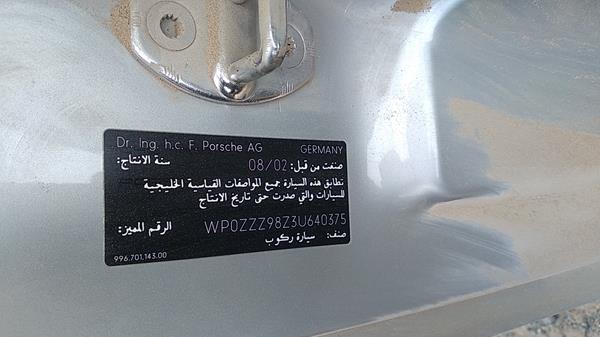 Dr. Ing. h.c. F. Porsche AG GERMANY
صنعت من قبل: 08/02 سنة الانتاج:
تطابق هذه السيارة جميع المواصفات القياسية الخليجية
للسيارات والتي صدرت حتى تاريخ الانتاج
WP0ZZZ98Z3U640375 الرقم المميز:
صنف: سيارة ركوب
996.701.143.00